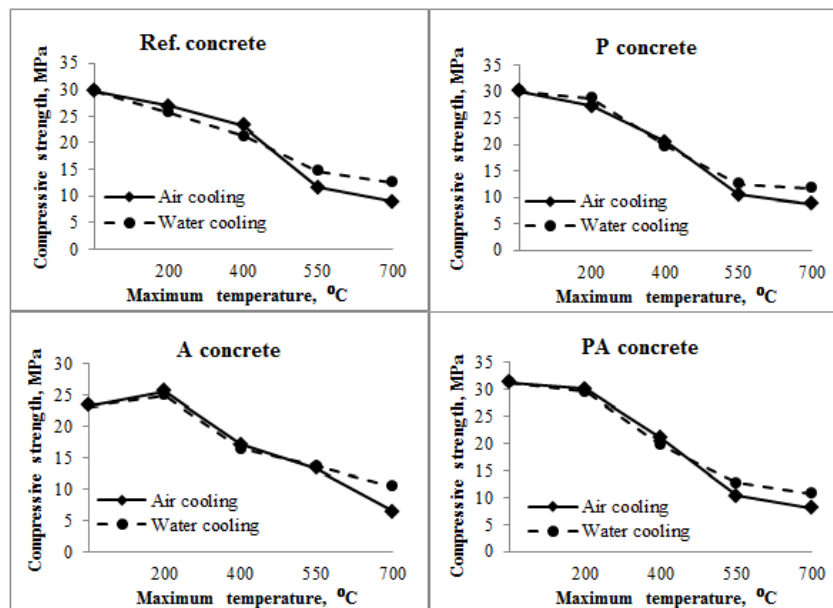 Ref. concrete
Compressive strength, MPa
35
30
25
20
15
10
5
0
Air cooling
Water cooling
200 400 550 700
Maximum temperature, ⁰C
P concrete
Compressive strength, MPa
35
30
25
20
15
10
5
0
Air cooling
Water cooling
200 400 550 700
Maximum temperature, ⁰C
A concrete
Compressive strength, MPa
30
25
20
15
10
5
0
Air cooling
Water cooling
200 400 550 700
Maximum temperature, ⁰C
PA concrete
Compressive strength, MPa
35
30
25
20
15
10
5
0
Air cooling
Water cooling
200 400 550 700
Maximum temperature, ⁰C